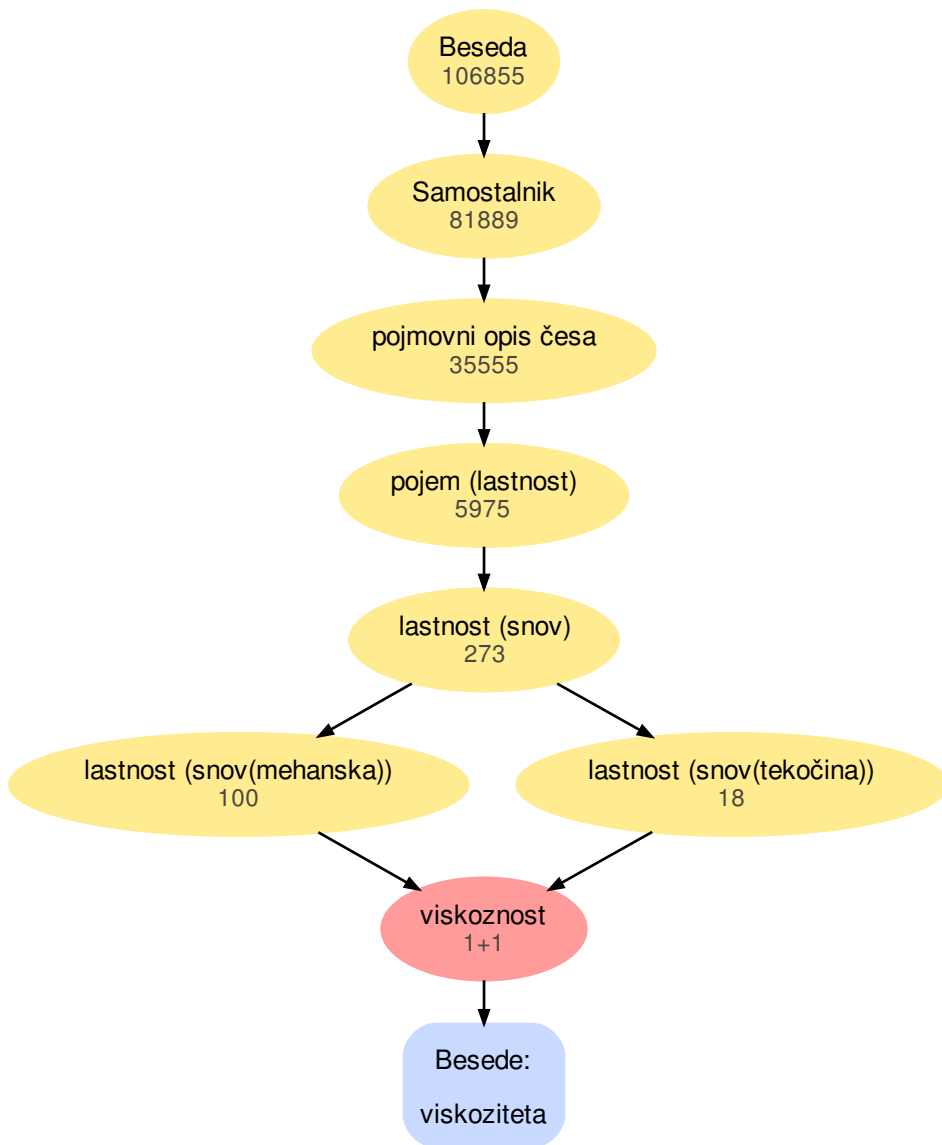 Beseda
106855
Samostalnik
81889
pojmovni opis česa
35555
pojem (lastnost)
5975
lastnost (snov)
273
lastnost (snov(mehanska))
100
lastnost (snov(tekočina))
18
viskoznost
1+1
Besede:
viskoziteta